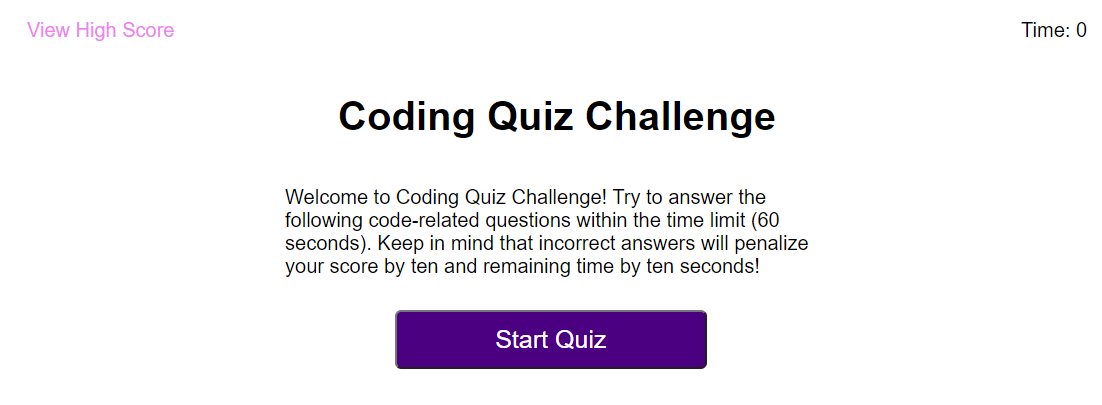 View High Score
Time: 0
Coding Quiz Challenge
Welcome to Coding Quiz Challenge! Try to answer the
following code-related questions within the time limit (60
seconds). Keep in mind that incorrect answers will penalize
your score by ten and remaining time by ten seconds!
Start Quiz